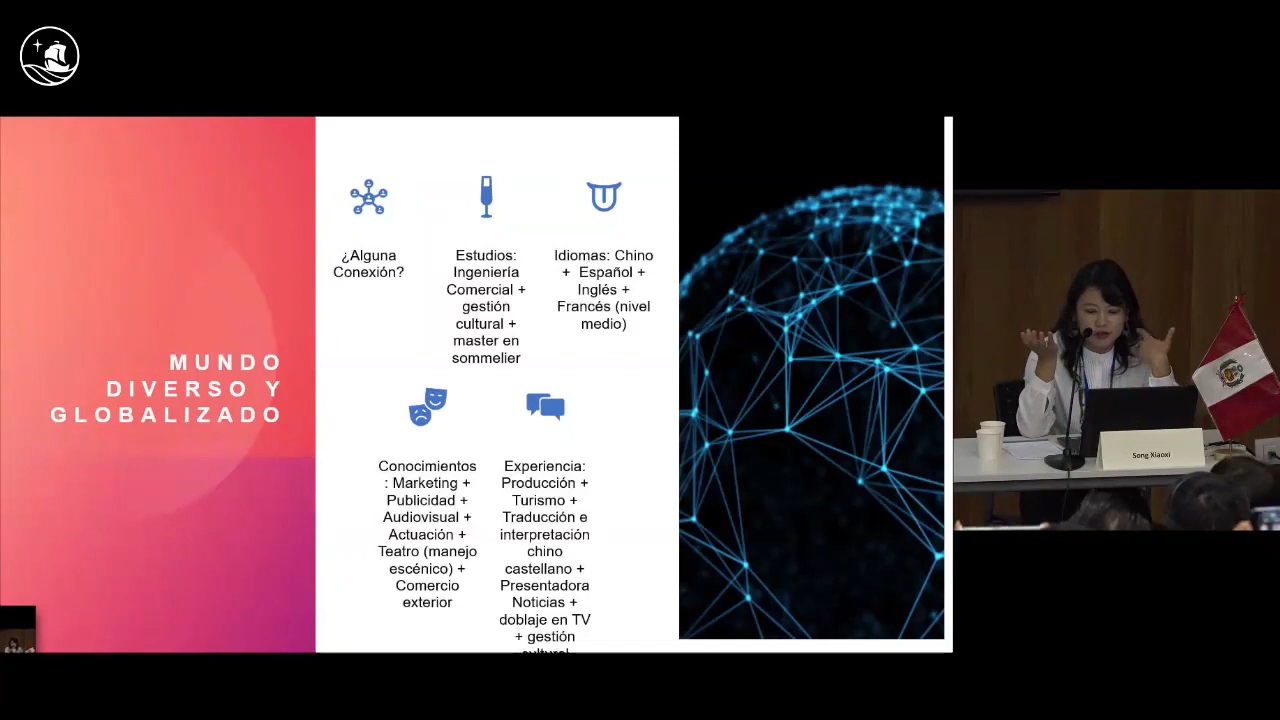 MUNDO
DIVERSO Y
GLOBALIZADO
¿Alguna
Conexión?
Estudios:
Ingeniería
Comercial +
gestión
cultural +
master en
sommelier
Idiomas: Chino
+ Español +
Inglés +
Francés (nivel
medio)
Conocimientos
: Marketing +
Publicidad +
Audiovisual +
Actuación +
Teatro (manejo
escénico) +
Comercio
exterior
Experiencia:
Producción +
Turismo +
Traducción e
interpretación
chino
castellano +
Presentadora
Noticias +
doblaje en TV
+ gestión
cultural
Song Xiaoxi